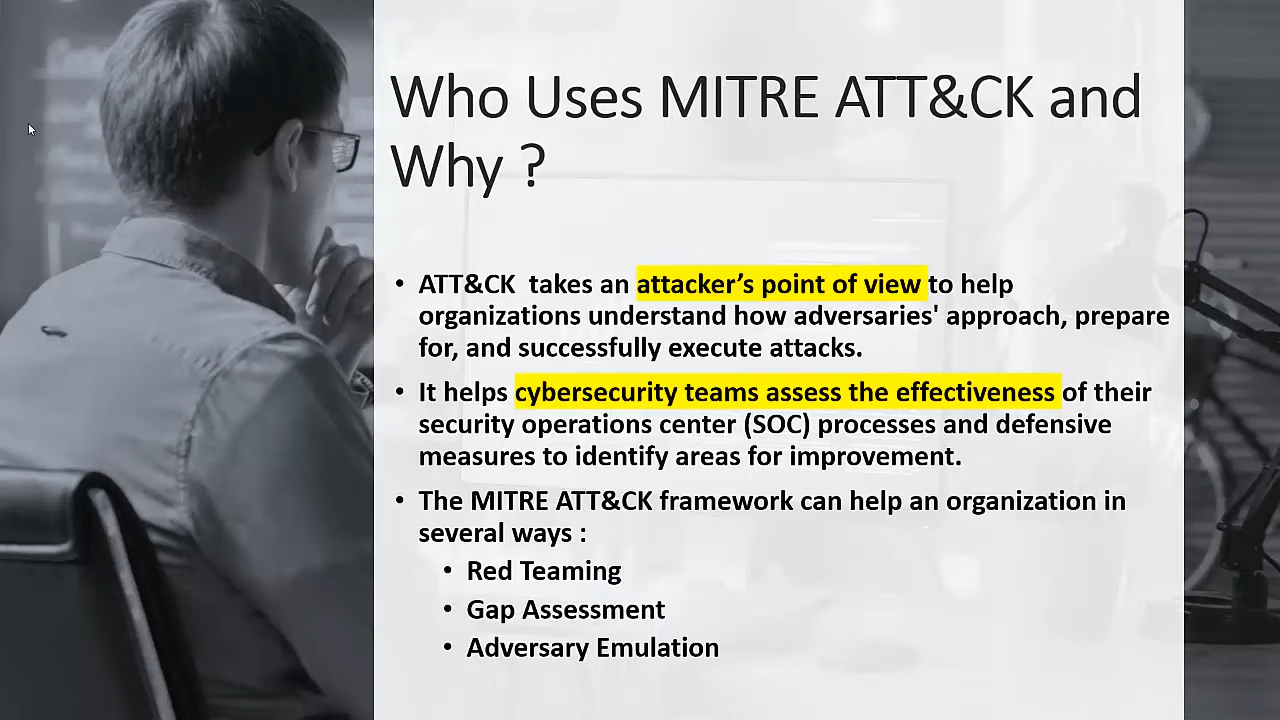 Who Uses MITRE ATT&CK and
Why ?
• ATT&CK  takes an attacker’s point of view to help
organizations understand how adversaries' approach, prepare
for, and successfully execute attacks.
• It helps cybersecurity teams assess the effectiveness of their
security operations center (SOC) processes and defensive
measures to identify areas for improvement.
• The MITRE ATT&CK framework can help an organization in
several ways :
• Red Teaming
• Gap Assessment
• Adversary Emulation